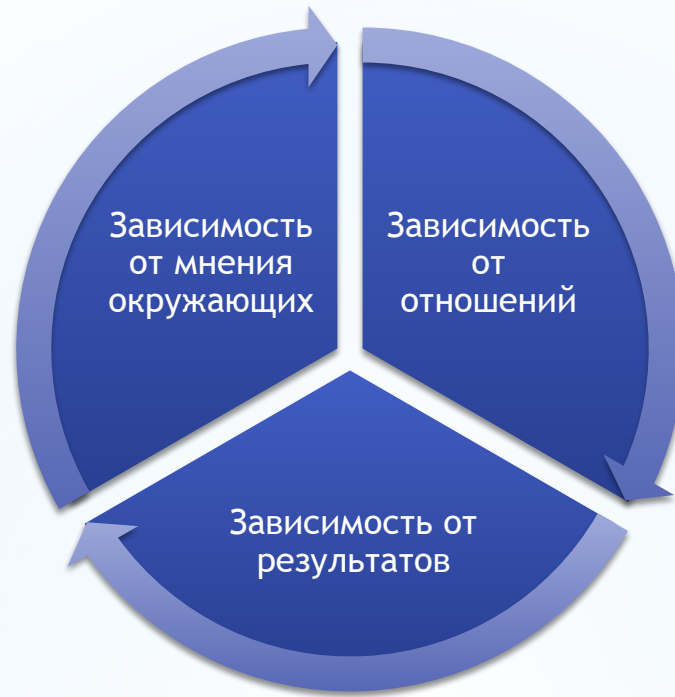 Зависимость
от мнения
окружающих
Зависимость
от
отношений
Зависимость от
результатов